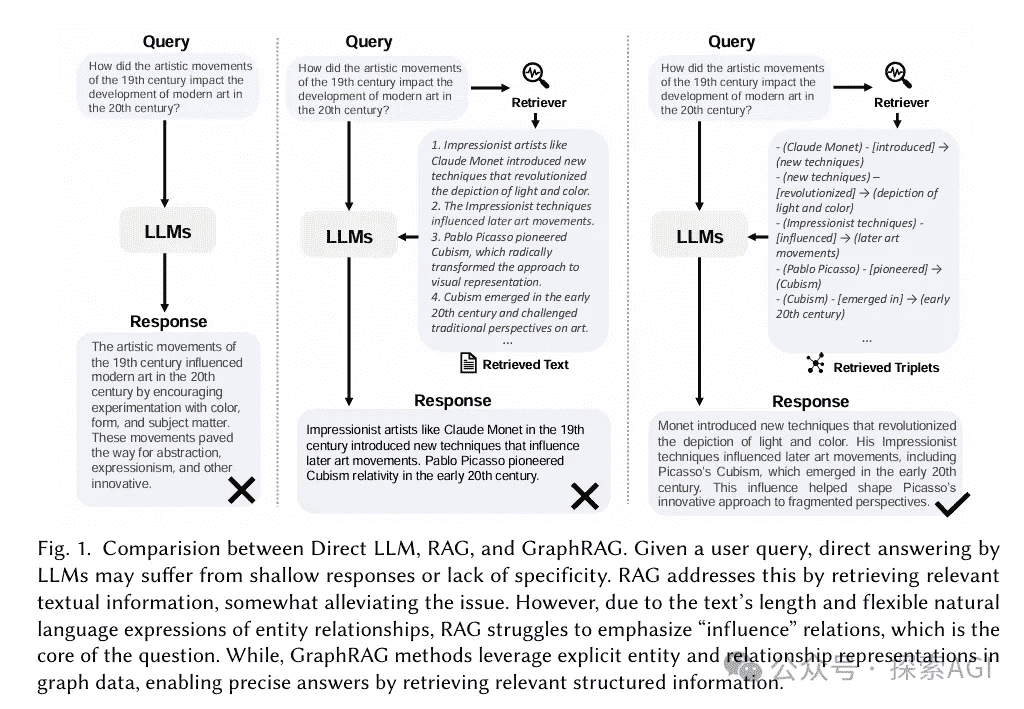 Query
How did the artistic movements
of the 19th century impact the
development of modern art in
the 20th century?
LLMs
Response
The artistic movements of
the 19th century influenced
modern art in the 20th
century by encouraging
experimentation with color,
form, and subject matter.
These movements paved
the way for abstraction,
expressionism, and other
innovative.
Query
How did the artistic movements
of the 19th century impact the
development of modern art in
the 20th century?
Retriever
1. Impressionist artists like
Claude Monet introduced new
techniques that revolutionized
the depiction of light and color.
2. The Impressionist techniques
influenced later art movements.
3. Pablo Picasso pioneered
Cubism, which radically
transformed the approach to
visual representation.
4. Cubism emerged in the early
20th century and challenged
traditional perspectives on art.
...
LLMs
Retrieved Text
Response
Impressionist artists like Claude Monet in the 19th
century introduced new techniques that influence
later art movements. Pablo Picasso pioneered
Cubism relativity in the early 20th century.
Query
How did the artistic movements
of the 19th century impact the
development of modern art in
the 20th century?
Retriever
- (Claude Monet) - [introduced] →
(new techniques)
- (new techniques) –
[revolutionized] → (depiction of
light and color)
- (Impressionist techniques) -
[influenced] → (later art
movements)
- (Pablo Picasso) - [pioneered] →
(Cubism)
- (Cubism) - [emerged in] → (early
20th century)
...
LLMs
Retrieved Triplets
Response
Monet introduced new techniques that revolutionized
the depiction of light and color. His Impressionist
techniques influenced later art movements, including
Picasso's Cubism, which emerged in the early 20th
century. This influence helped shape Picasso's
innovative approach to fragmented perspectives.
Fig. 1. Comparision between Direct LLM, RAG, and GraphRAG. Given a user query, direct answering by
LLMs may suffer from shallow responses or lack of specificity. RAG addresses this by retrieving relevant
textual information, somewhat alleviating the issue. However, due to the text's length and flexible natural
language expressions of entity relationships, RAG struggles to emphasize “influence” relations, which is the
core of the question. While, GraphRAG methods leverage explicit entity and relationship representations in
graph data, enabling precise answers by retrieving relevant structured information.
公众号 · 探索AGI